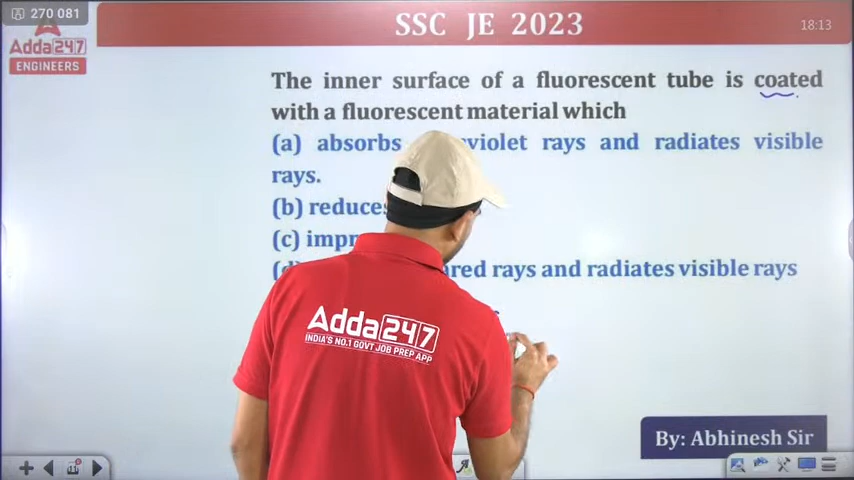 270 081
SSC JE 2023
18:13
Adda247
ENGINEERS
The inner surface of a fluorescent tube is coated
with a fluorescent material which
(a) absorbs violet rays and radiates visible
rays.
(b) reduces
(c)
(d) rays and radiates visible rays
Adda247
INDIA'S NO.1 GOVT JOB PREP APP
By: Abhinesh Sir